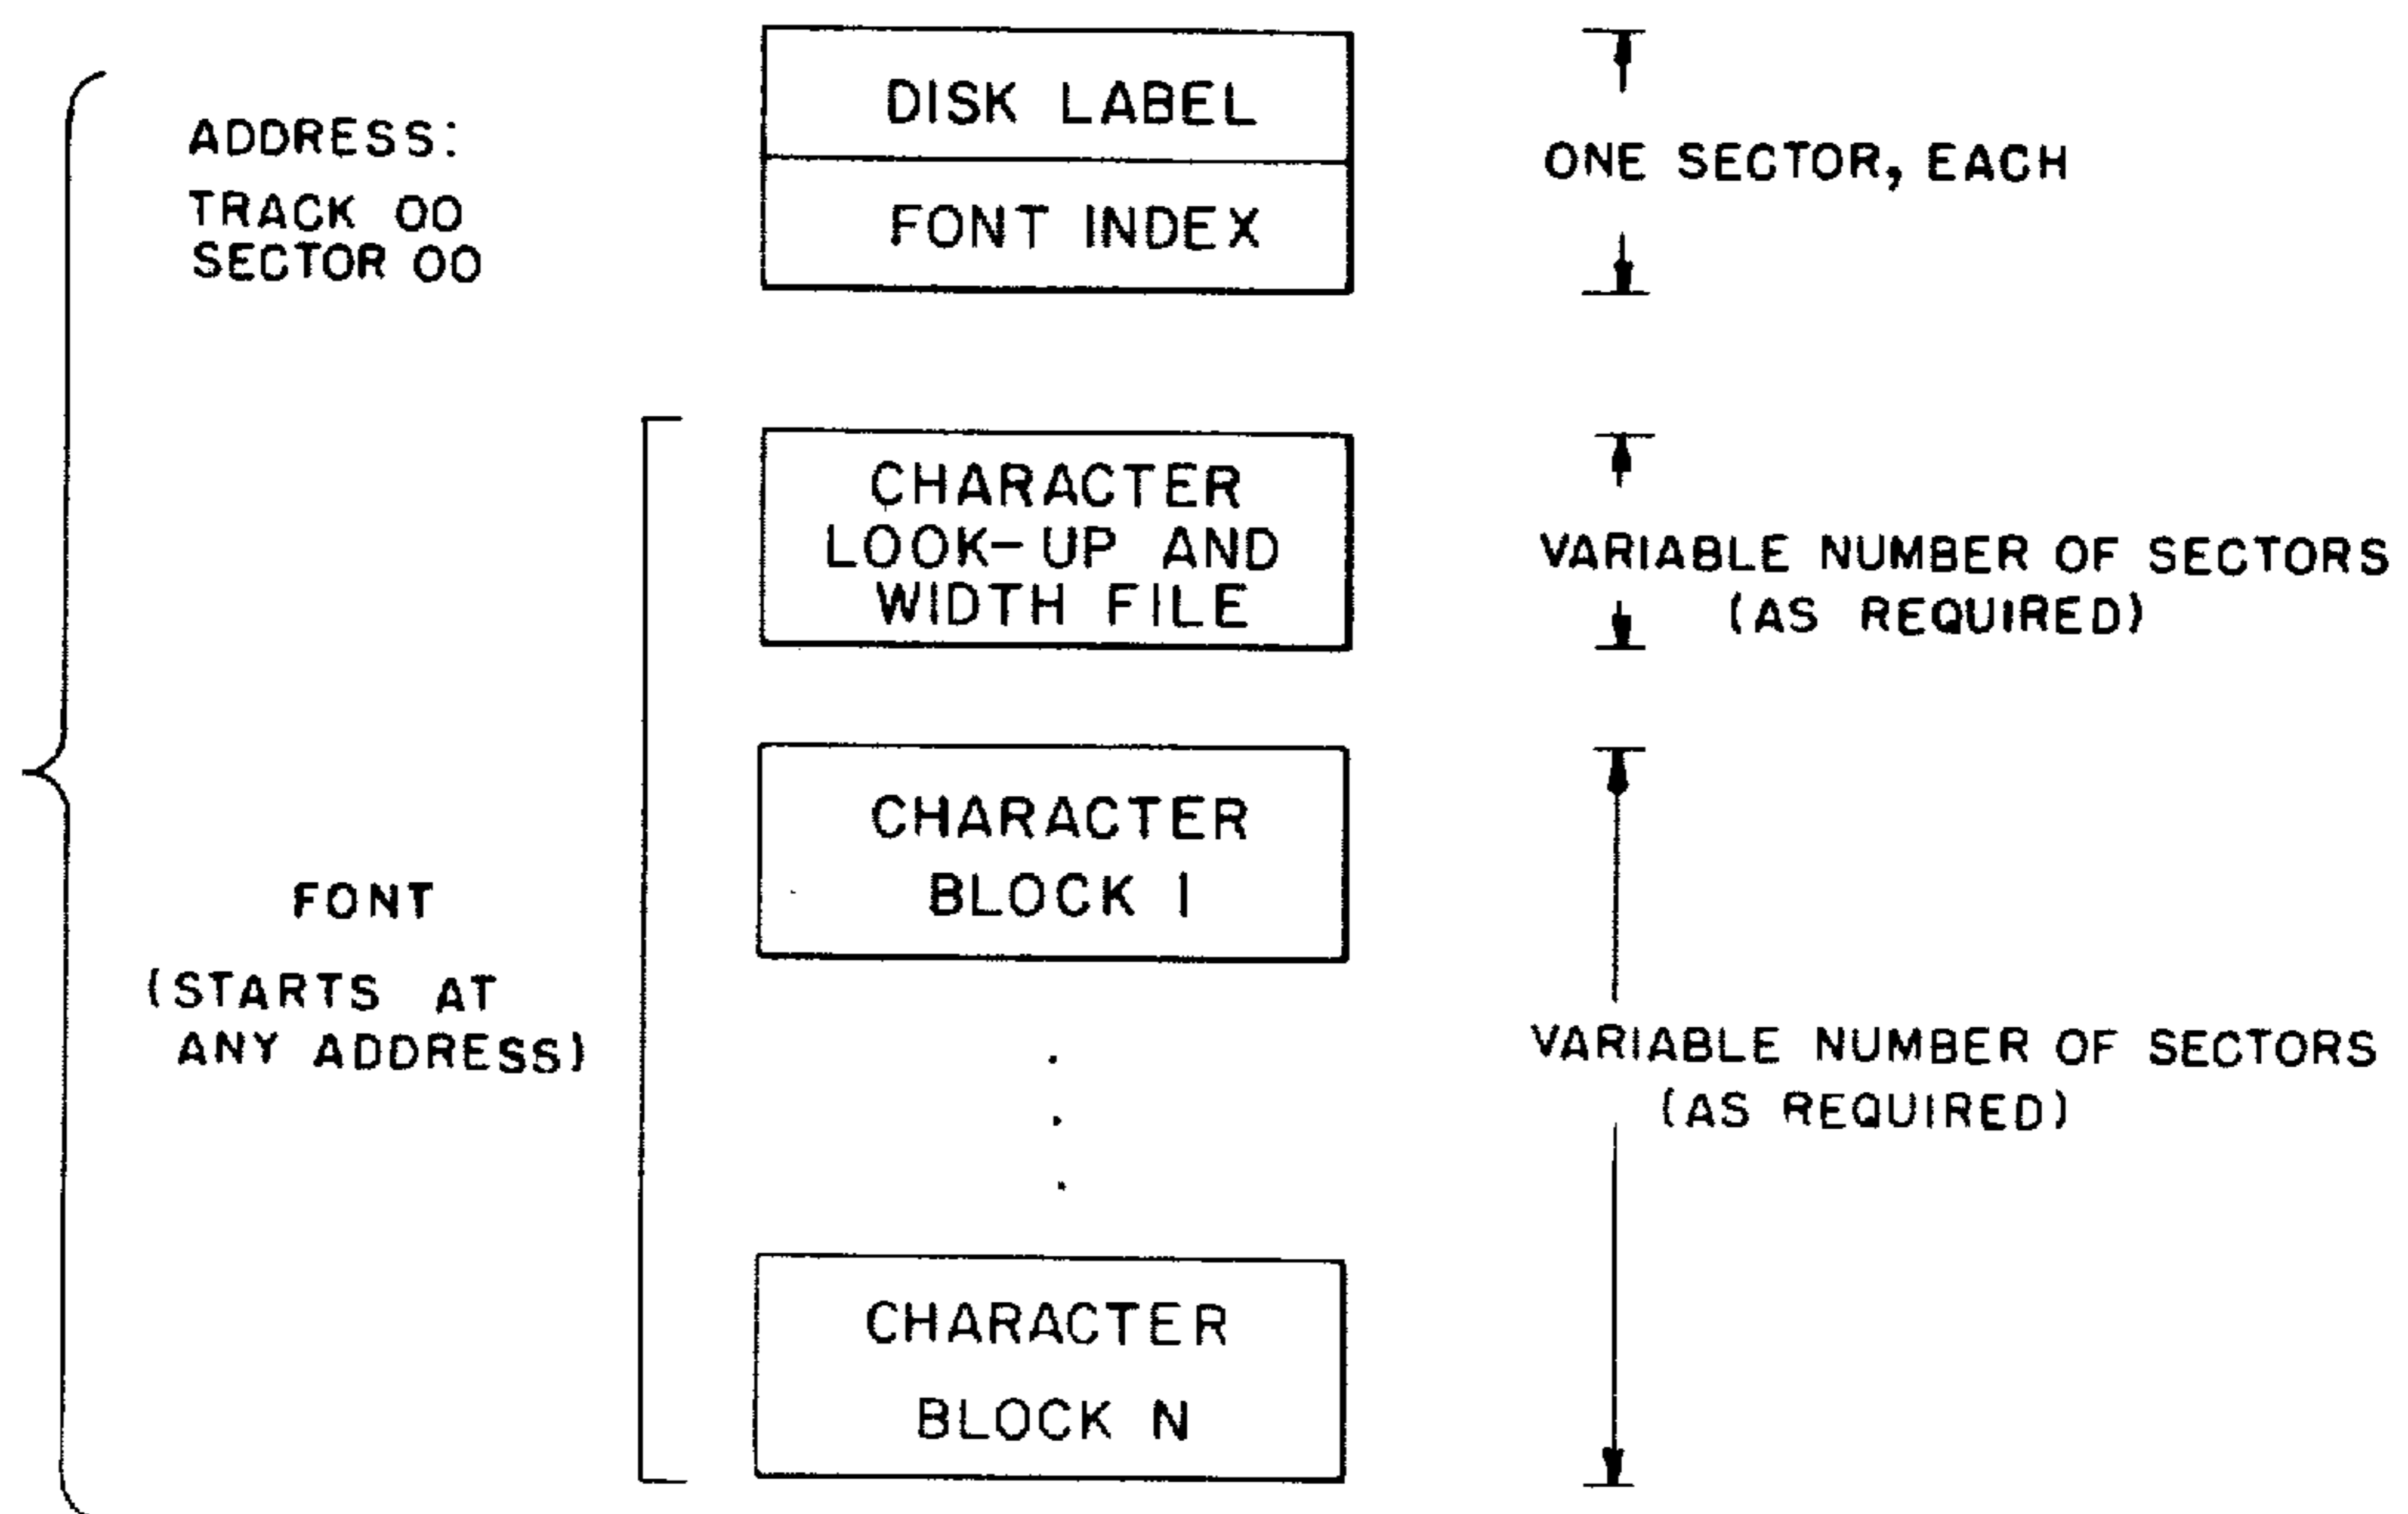 ADDRESS:
TRACK 00
SECTOR 00
DISK LABEL
FONT INDEX
ONE SECTOR, EACH
CHARACTER
LOOK-UP AND
WIDTH FILE
VARIABLE NUMBER OF SECTORS
(AS REQUIRED)
FONT
(STARTS AT
ANY ADDRESS)
CHARACTER
BLOCK 1
.
.
.
CHARACTER
BLOCK N
VARIABLE NUMBER OF SECTORS
(AS REQUIRED)